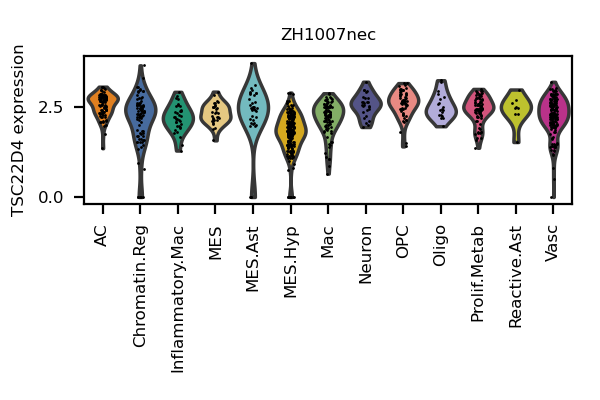 ZH1007nec
TSC22D4 expression
2.5
0.0
AC
Chromatin.Reg
Inflammatory.Mac
MES
MES.Ast
MES.Hyp
Mac
Neuron
OPC
Oligo
Prolif.Metab
Reactive.Ast
Vasc